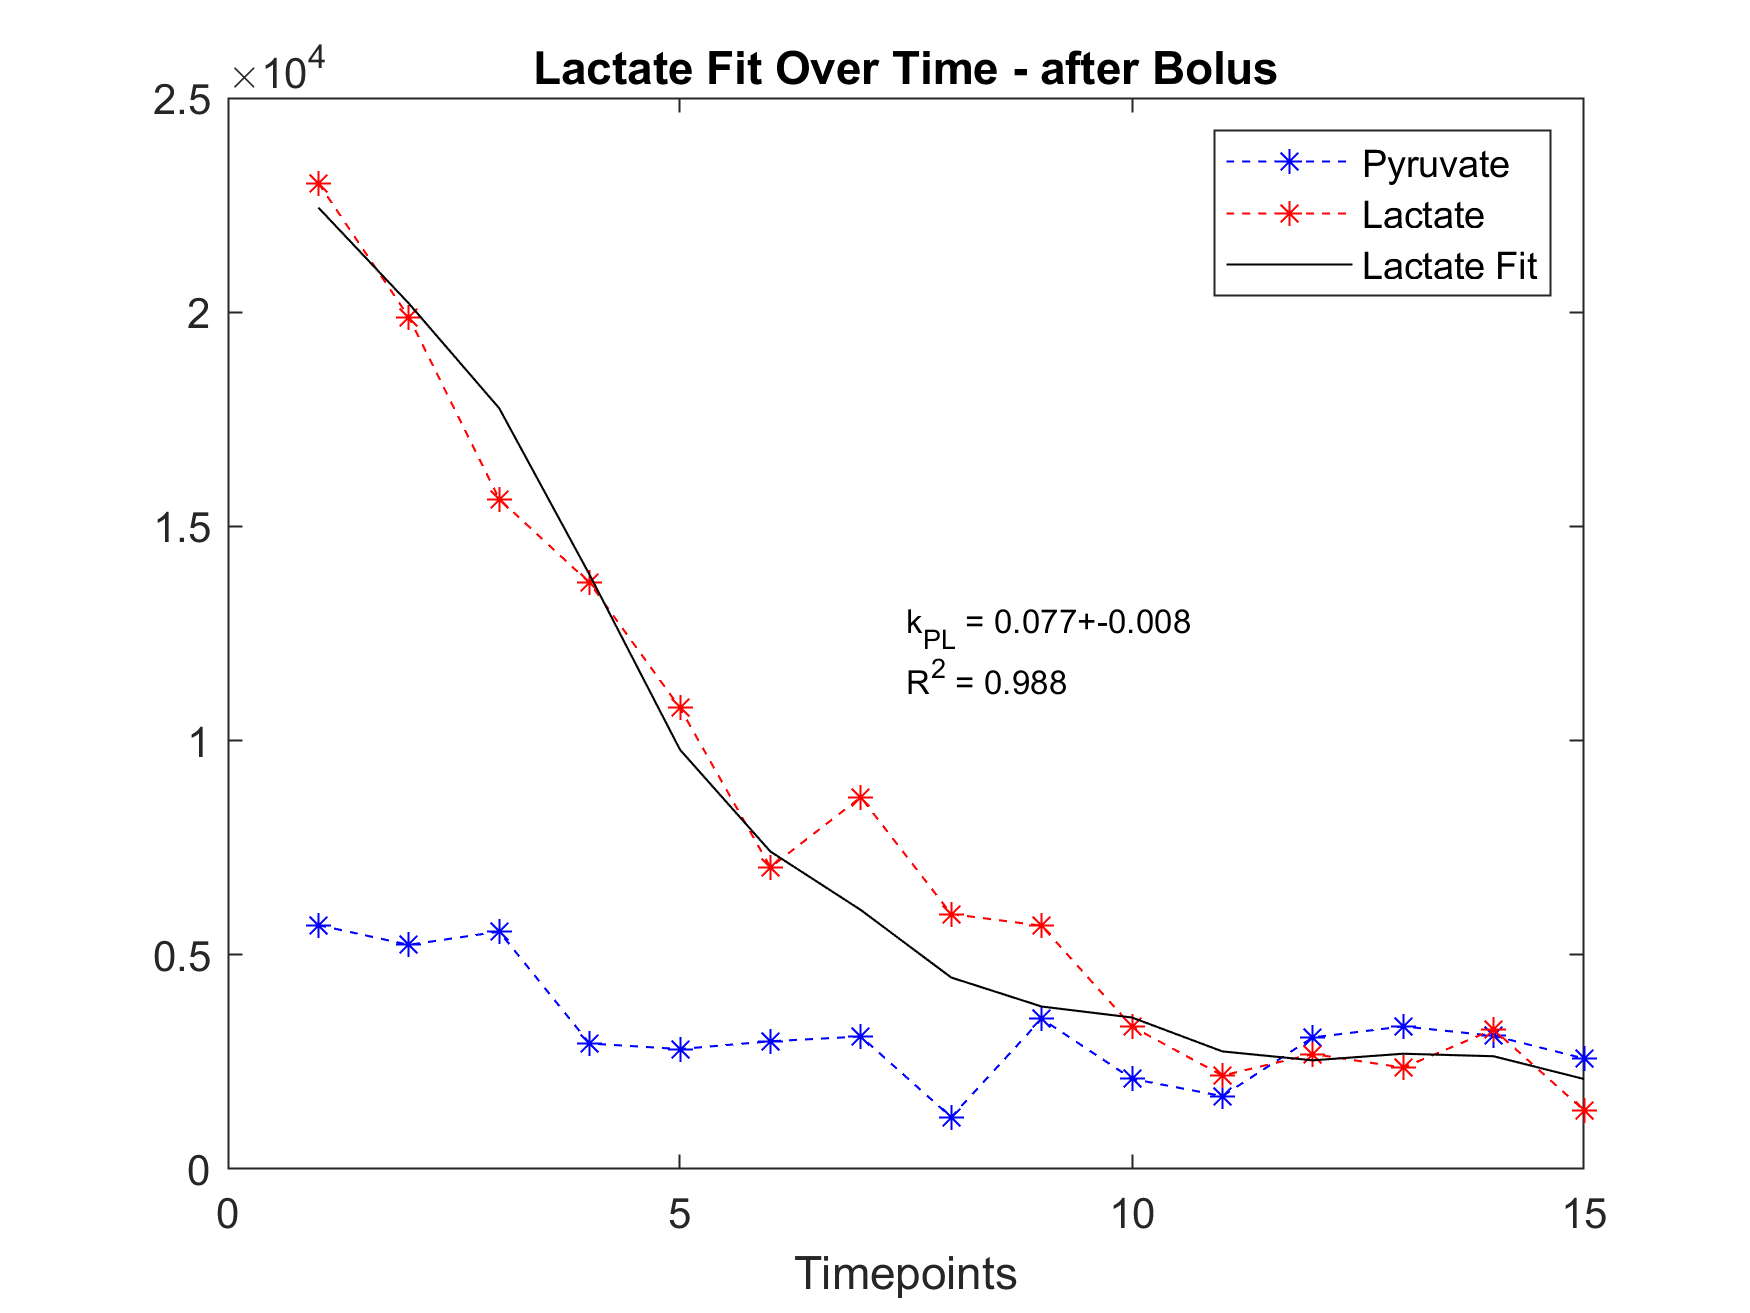 Lactate Fit Over Time - after Bolus
×10^4
2.5
2
1.5
1
0.5
0
Pyruvate
Lactate
Lactate Fit
k_PL = 0.077+-0.008
R^2 = 0.988
0 5 10 15
Timepoints